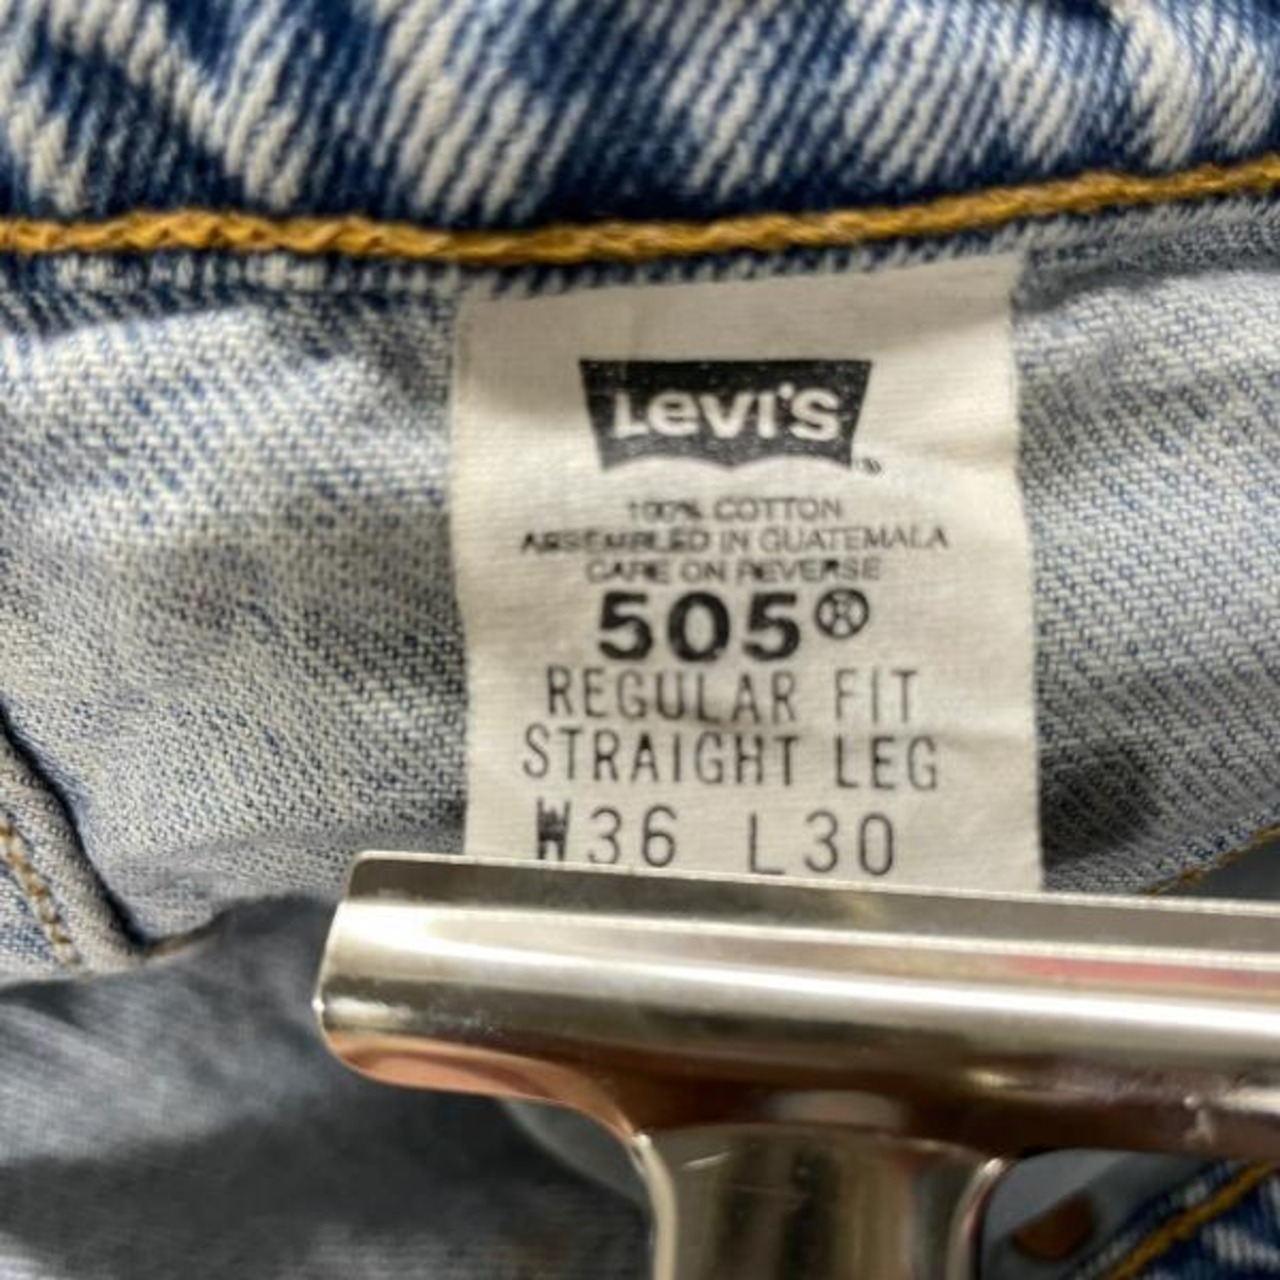 Levi's
100% COTTON
ASSEMBLED IN GUATEMALA
CARE ON REVERSE
505®
REGULAR FIT
STRAIGHT LEG
W36 L30